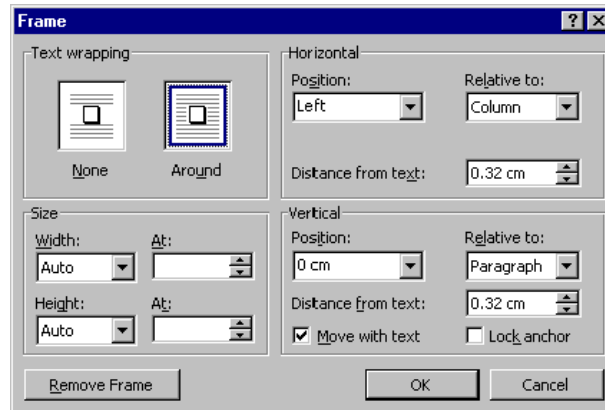 Frame
Text wrapping
None
Around
Horizontal
Position:
Relative to:
Left
Column
Distance from text:
0.32 cm
Size
Width:
At:
Auto
Height:
At:
Auto
Vertical
Position:
Relative to:
0 cm
Paragraph
Distance from text:
0.32 cm
Move with text
Lock anchor
Remove Frame
OK
Cancel